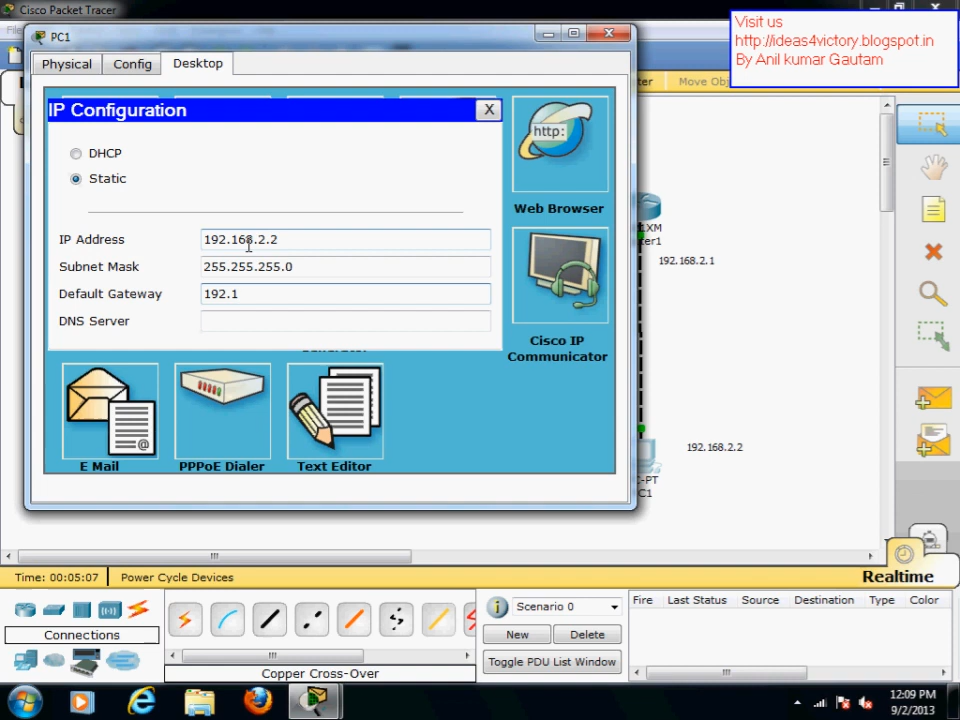 Cisco Packet Tracer
Visit us
http://ideas4victory.blogspot.in
By Anil kumar Gautam
PC1
Physical
Config
Desktop
Move Obj
IP Configuration
X
DHCP
Static
IP Address
192.168.2.2
Subnet Mask
255.255.255.0
Default Gateway
192.1
DNS Server
http:
Web Browser
Cisco IP
Communicator
E Mail
PPPoE Dialer
Text Editor
1XM
ter1
192.168.2.1
192.168.2.2
C-PT
C1
Time: 00:05:07
Power Cycle Devices
Realtime
Connections
Copper Cross-Over
Scenario 0
New
Delete
Toggle PDU List Window
Fire
Last Status
Source
Destination
Type
Color
12:09 PM
9/2/2013